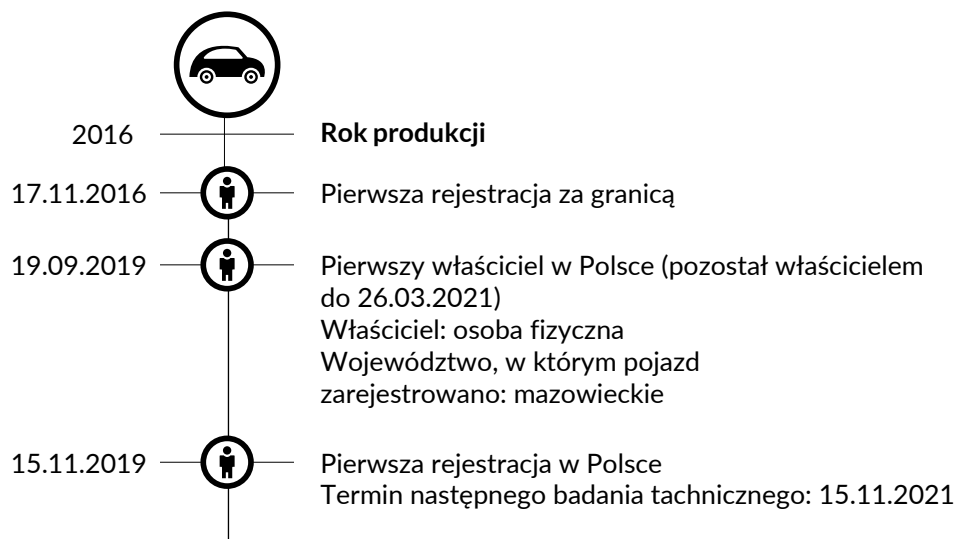 2016 Rok produkcji
17.11.2016 Pierwsza rejestracja za granicą
19.09.2019 Pierwszy właściciel w Polsce (pozostał właścicielem
do 26.03.2021)
Właściciel: osoba fizyczna
Województwo, w którym pojazd
zarejestrowano: mazowieckie
15.11.2019 Pierwsza rejestracja w Polsce
Termin następnego badania tachnicznego: 15.11.2021